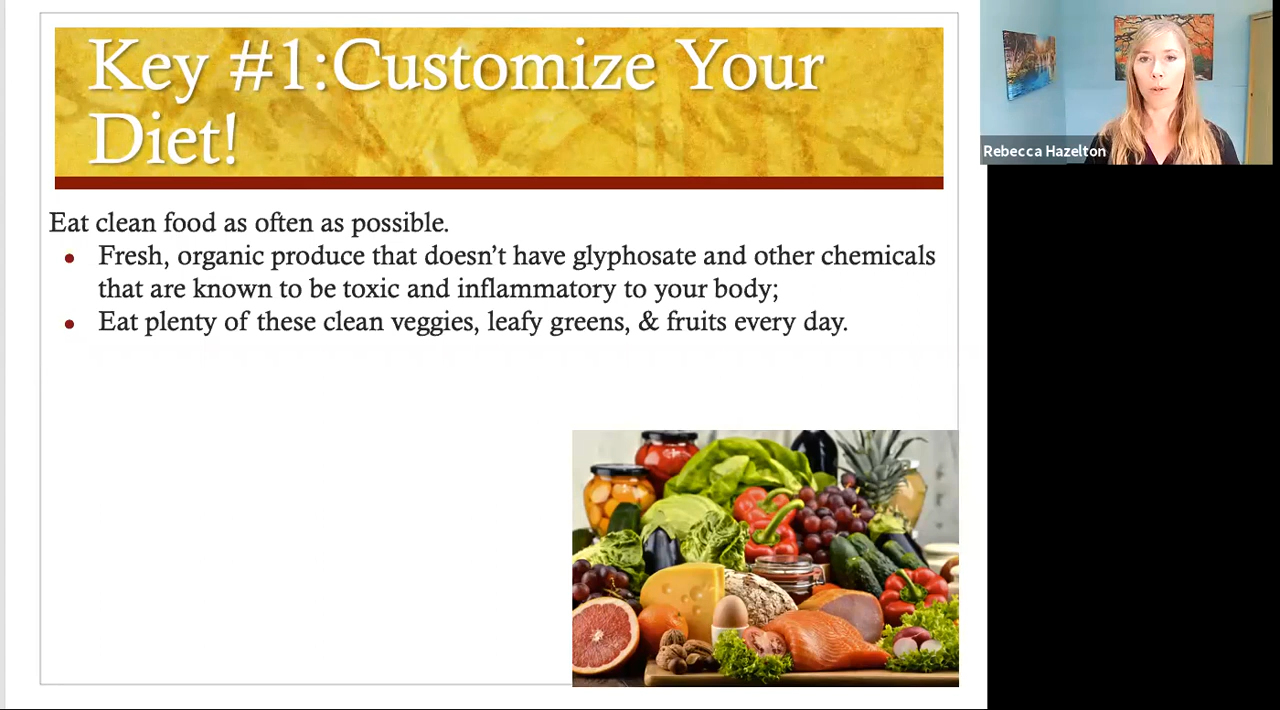 Key #1:Customize Your
Diet!
Rebecca Hazelton
Eat clean food as often as possible.
• Fresh, organic produce that doesn’t have glyphosate and other chemicals
that are known to be toxic and inflammatory to your body;
• Eat plenty of these clean veggies, leafy greens, & fruits every day.